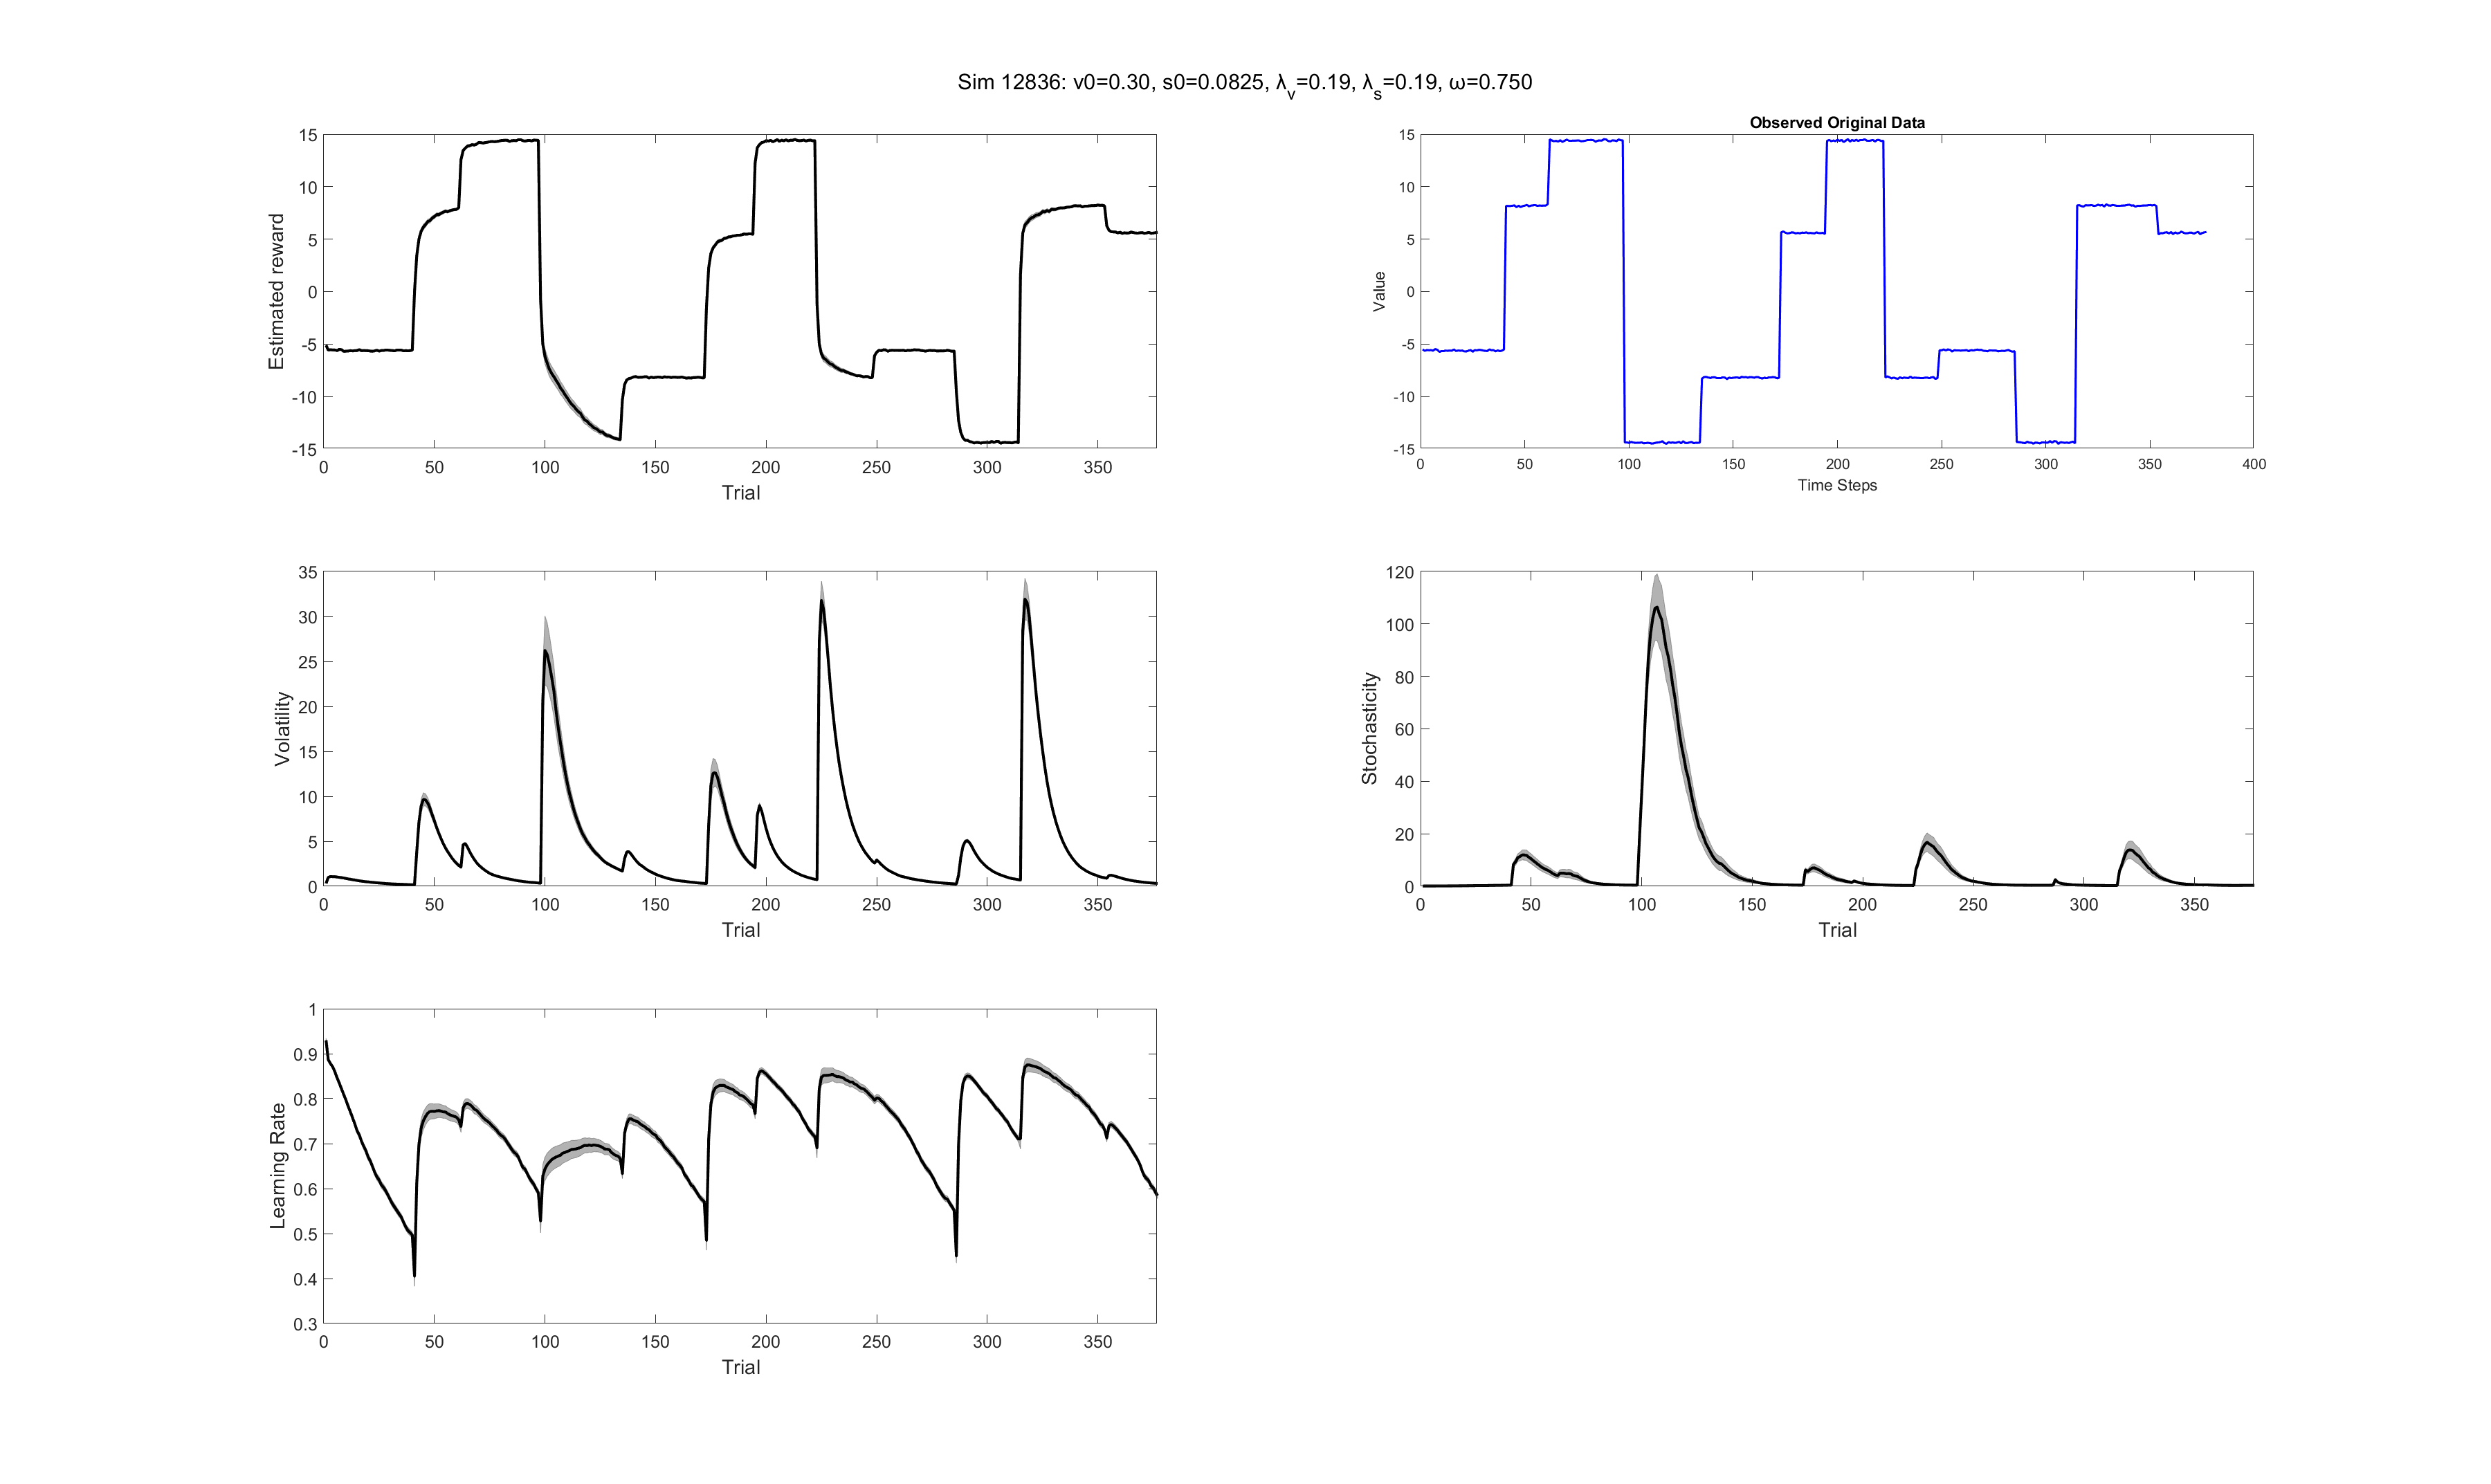 Sim 12836: v0=0.30, s0=0.0825, λv=0.19, λs=0.19, ω=0.750
15
10
5
0
-5
-10
-15
Estimated reward
0 50 100 150 200 250 300 350
Trial
Observed Original Data
15
10
5
0
-5
-10
-15
Value
0 50 100 150 200 250 300 350 400
Time Steps
35
30
25
20
15
10
5
0
Volatility
0 50 100 150 200 250 300 350
Trial
120
100
80
60
40
20
0
Stochasticity
0 50 100 150 200 250 300 350
Trial
1
0.9
0.8
0.7
0.6
0.5
0.4
0.3
Learning Rate
0 50 100 150 200 250 300 350
Trial